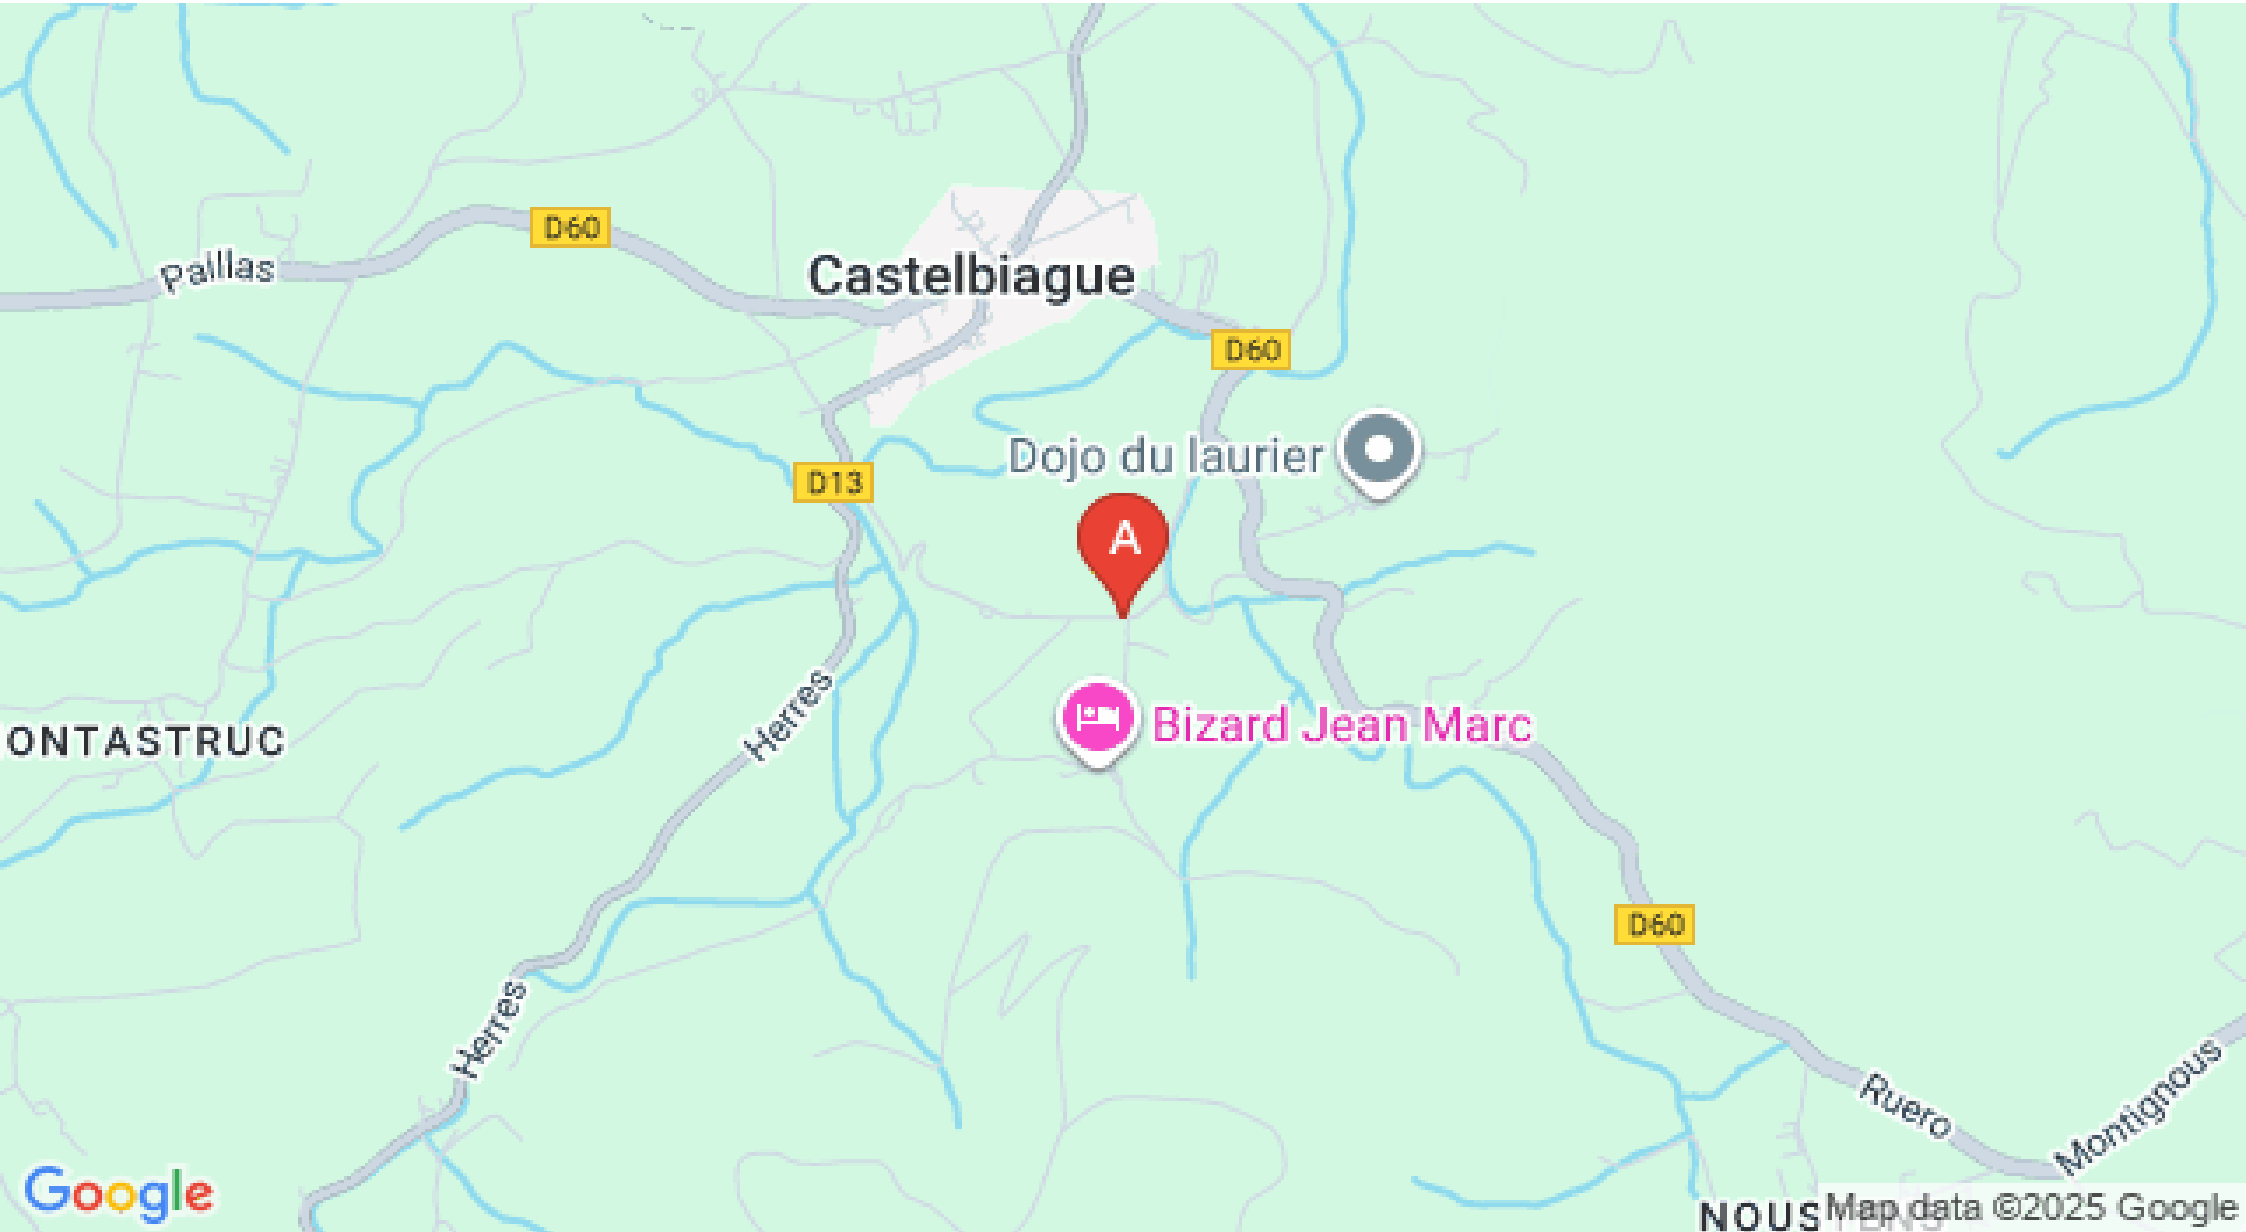 D60
Paillas
Castelbiague
D60
Dojo du laurier
D13
A
Herres
Bizard Jean Marc
ONTASTRUC
D60
Herres
Ruero
Montignous
Google
NOUS
Map data ©2025 Google